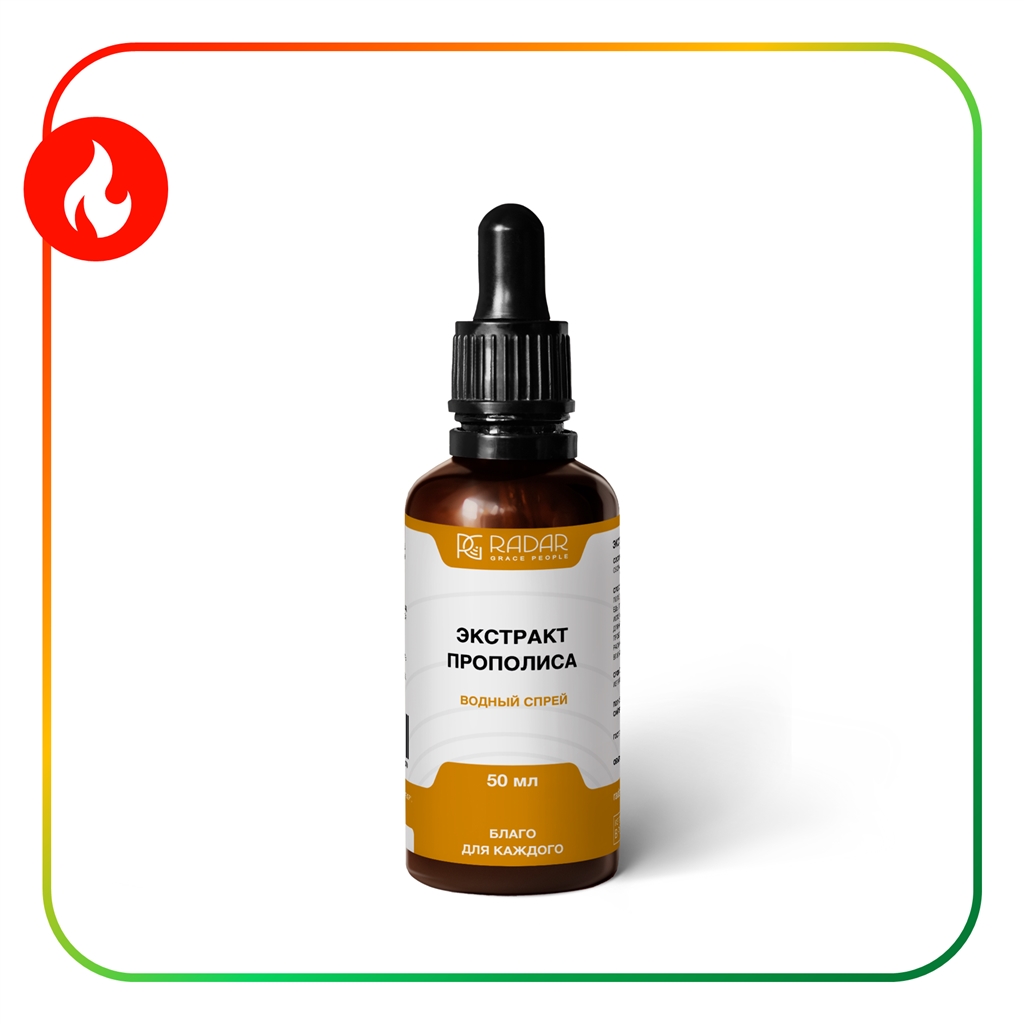 RADAR
GRACE PEOPLE
ЭКСТРАКТ
ПРОПОЛИСА
ВОДНЫЙ СПРЕЙ
50 мл
БЛАГО
ДЛЯ КАЖДОГО